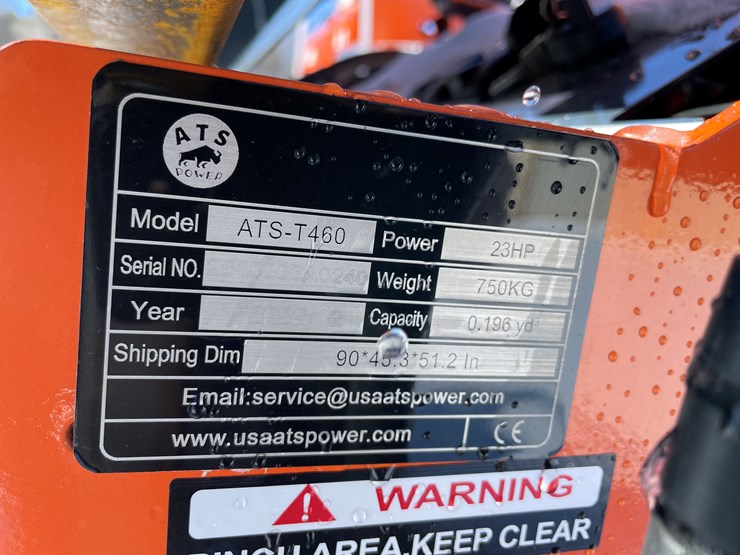 ATS
POWER
Model ATS-T460 Power 23HP
Serial NO. Weight 750KG
Year Capacity 0.196 yd³
Shipping Dim 90*45.3*51.2 In
Email:service@usaatspower.com
www.usaatspower.com CE
WARNING
PINCH AREA.KEEP CLEAR